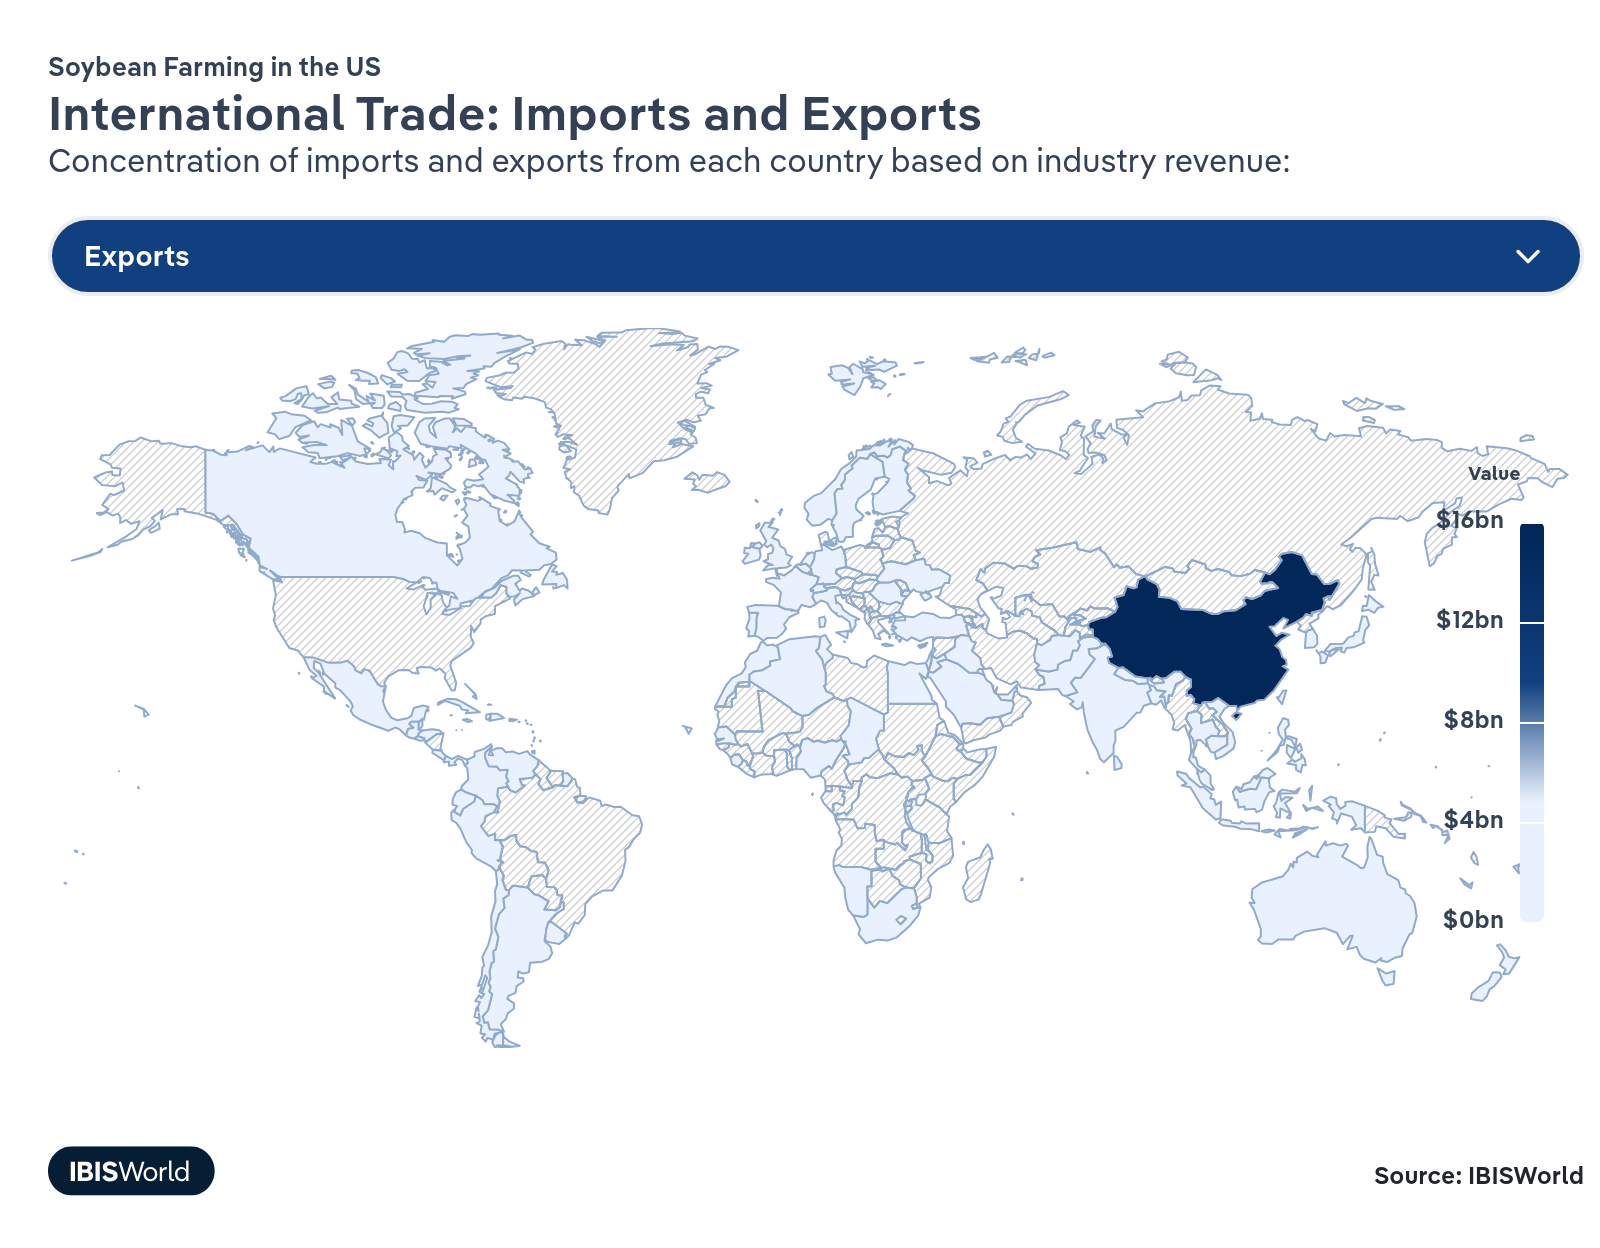 Soybean Farming in the US
International Trade: Imports and Exports
Concentration of imports and exports from each country based on industry revenue:
Exports
Value
$16bn
$12bn
$8bn
$4bn
$0bn
IBISWorld
Source: IBISWorld